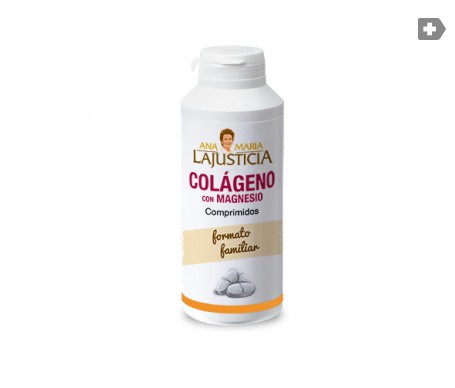 ANA MARIA
LAJUSTICIA
COLÁGENO
CON MAGNESIO
Comprimidos
formato
familiar